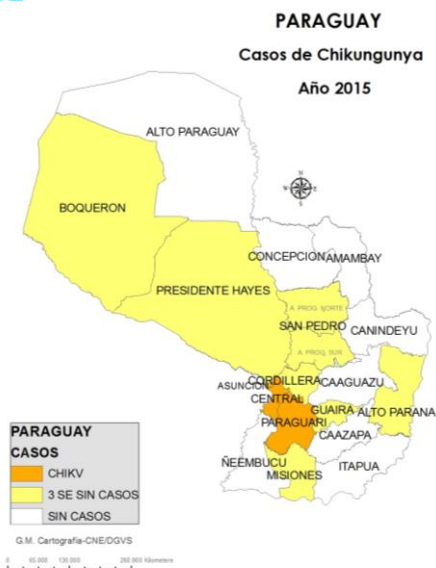 PARAGUAY
Casos de Chikungunya
Año 2015
ALTO PARAGUAY
N
BOQUERON
CONCEPCION
AMAMBAY
PRESIDENTE HAYES
A. PROG. NORTE
SAN PEDRO
CANINDEYU
A. PROG. SUR
CORDILLERA
CAAGUAZU
ASUNCION
CENTRAL
GUAIRA
ALTO PARANA
PARAGUARI
CAAZAPA
ÑEEMBUCU
ITAPUA
MISIONES
PARAGUAY
CASOS
CHIKV
3 SE SIN CASOS
SIN CASOS
G.M. Cartografía-CNE/DGVS
0